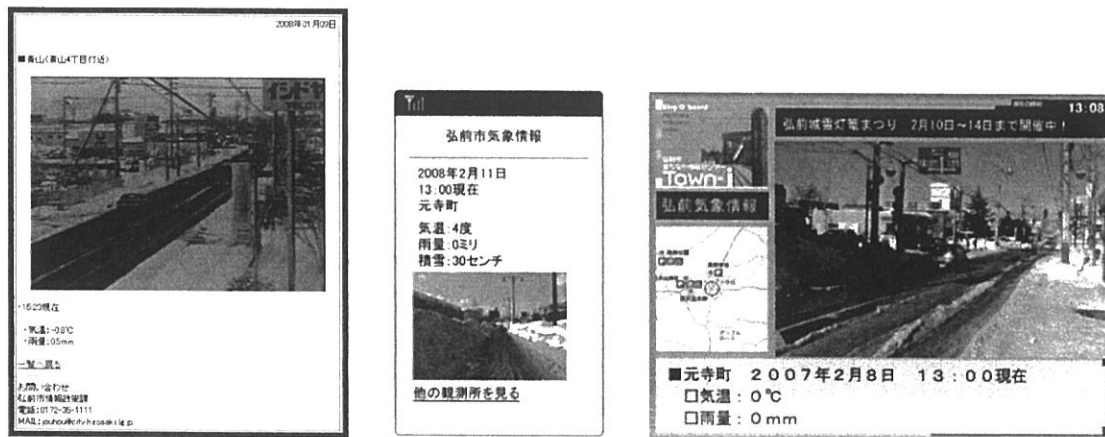 2008年01月09日
■青山(青山4丁目付近)
イシドヤ
・15:23現在
・気温:-0.8℃
・雨量:0.5mm
一覧へ戻る
お問い合わせ
弘前市情報政策課
電話:0172-35-1111
弘前市気象情報
2008年2月11日
13:00現在
元寺町
気温:4度
雨量:0ミリ
積雪:30センチ
他の観測所を見る
13:08
弘前城雪灯籠まつり 2月10日~14日まで開催中!
Town-i
弘前気象情報
■元寺町 2007年2月8日 13:00現在
□気温:0℃
□雨量:0mm